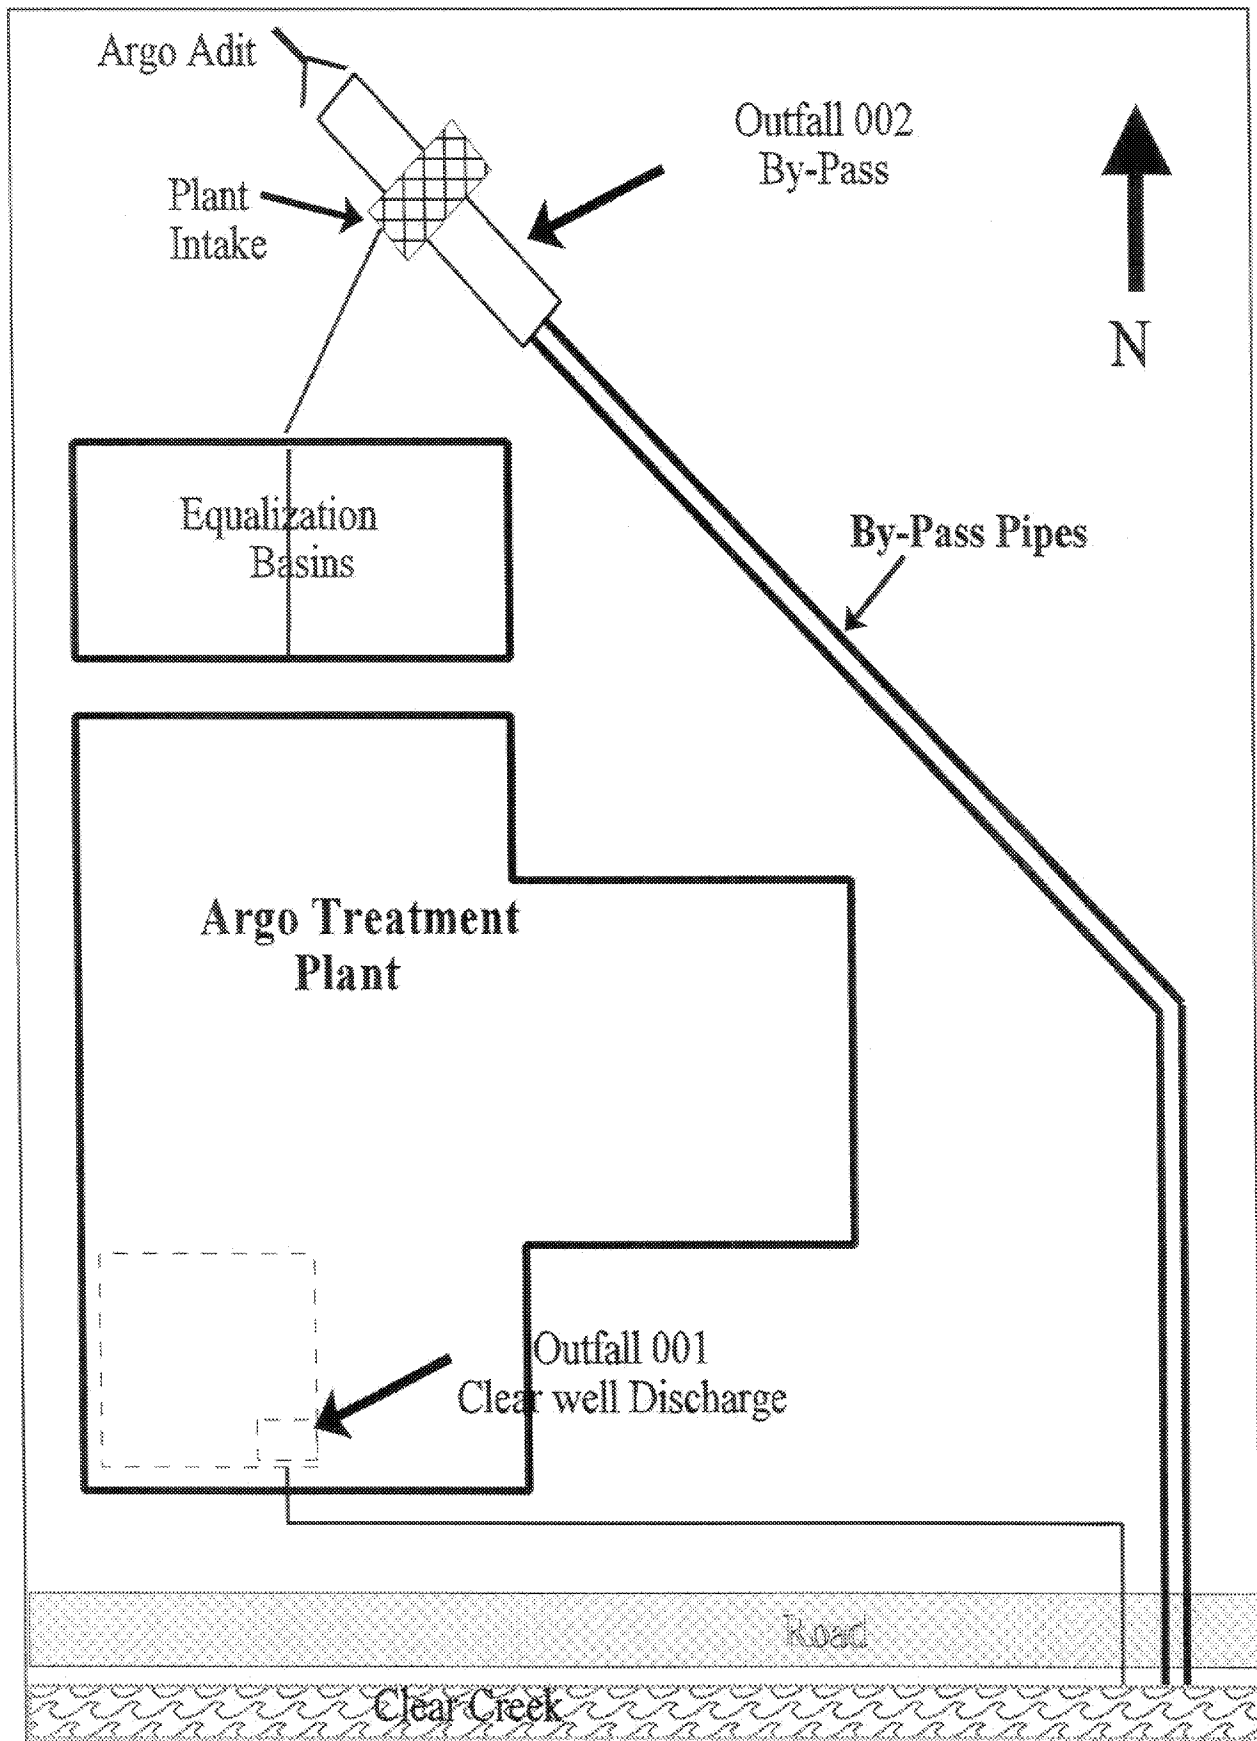 Argo Adit
Outfall 002
By-Pass
Plant
Intake
N
Equalization
Basins
By-Pass Pipes
Argo Treatment
Plant
Outfall 001
Clear well Discharge
Road
Clear Creek